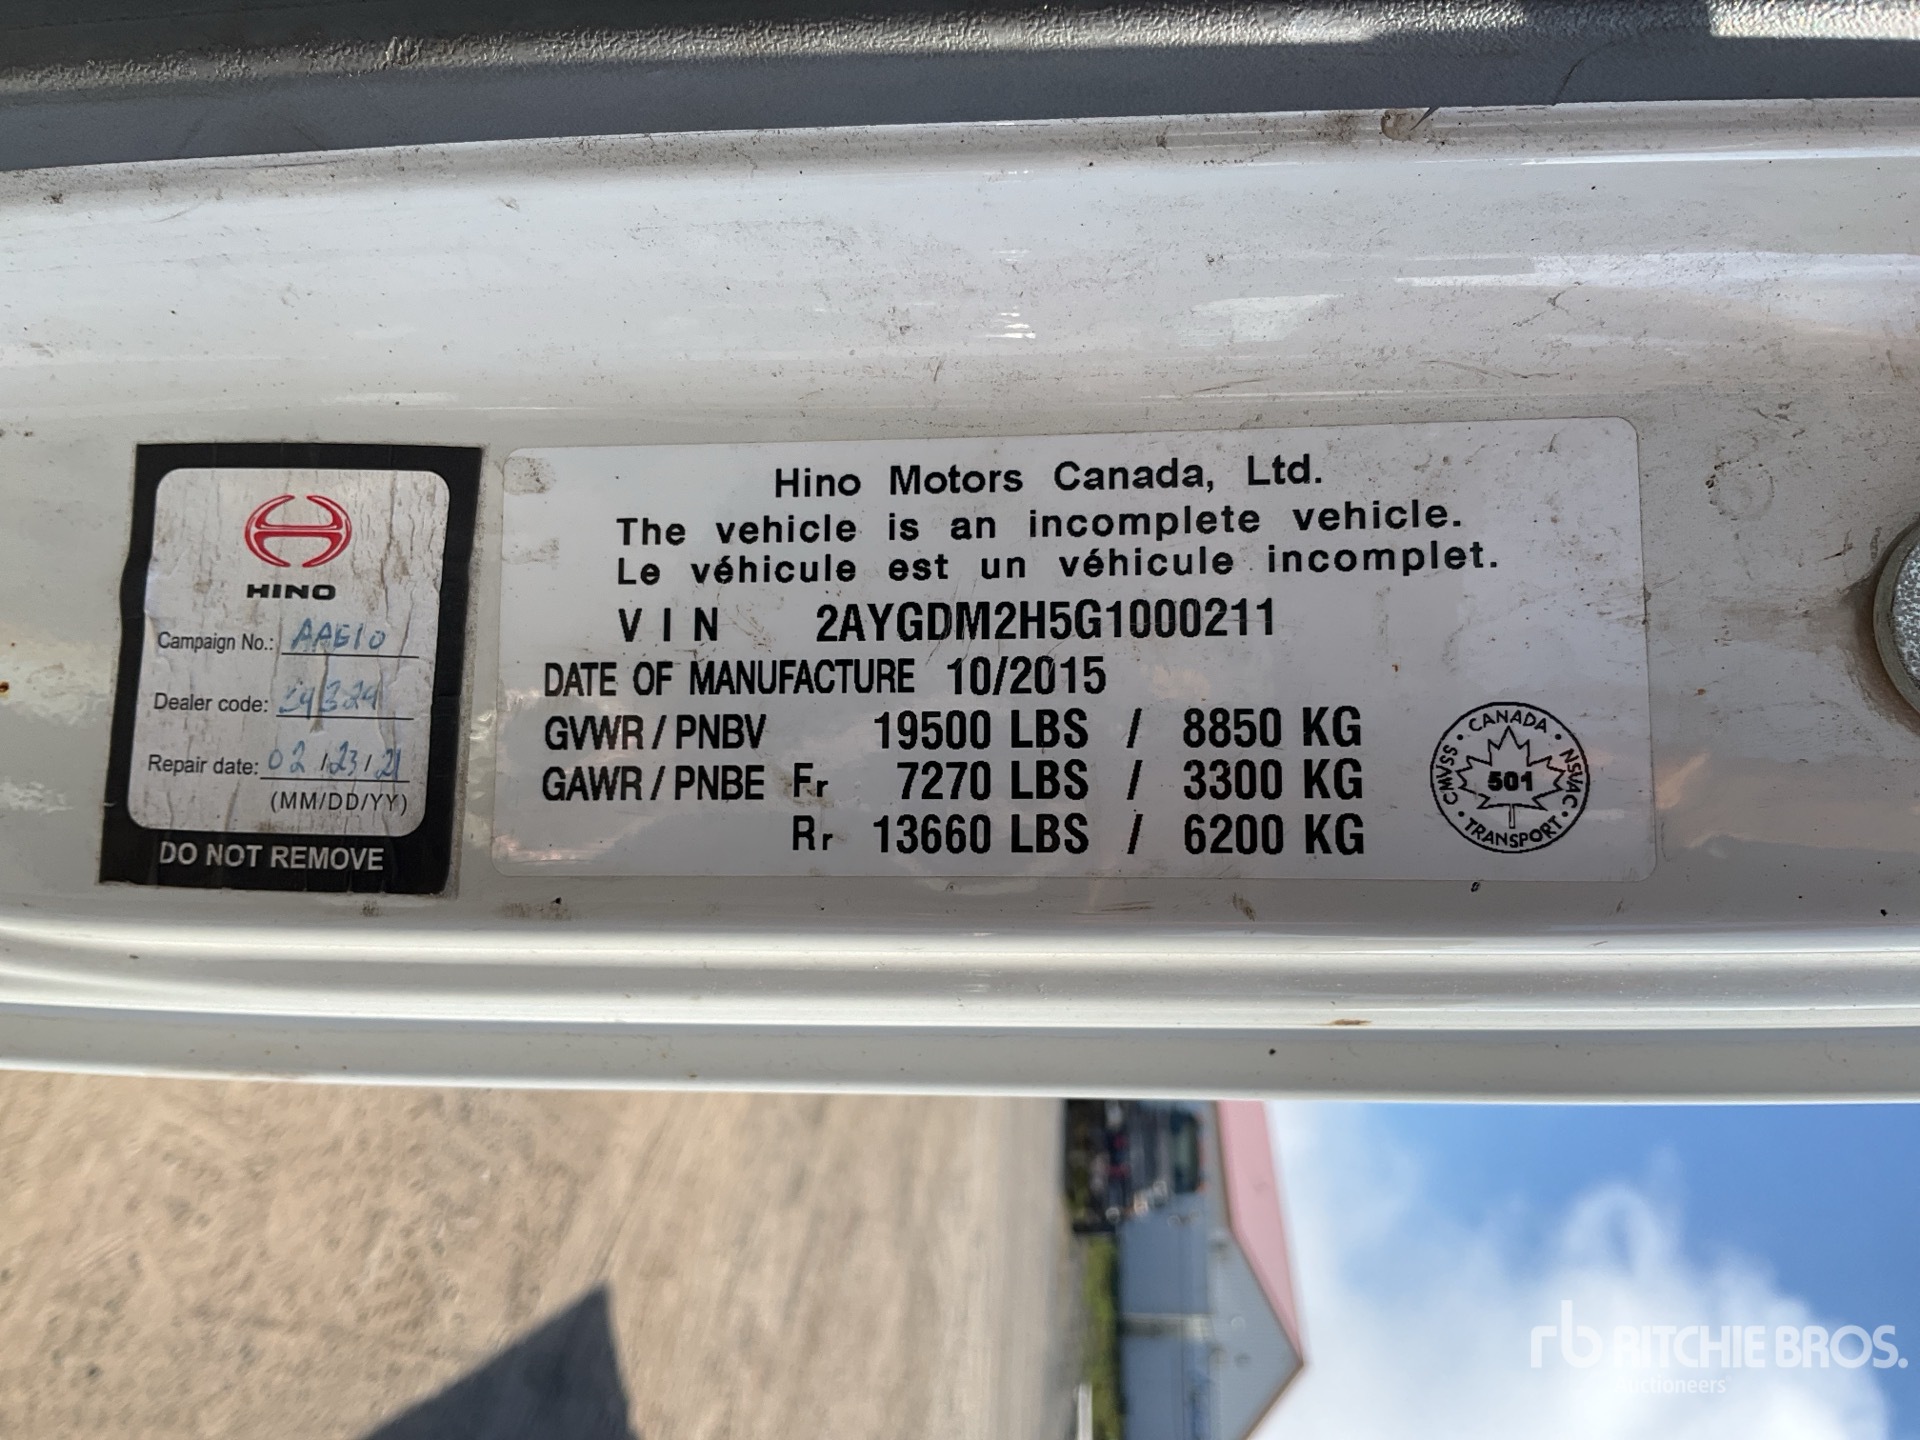 HINO
Campaign No.: AAG10
Dealer code:
Repair date: 02/23/21
(MM/DD/YY)
DO NOT REMOVE
Hino Motors Canada, Ltd.
The vehicle is an incomplete vehicle.
Le véhicule est un véhicule incomplet.
VIN 2AYGDM2H5G1000211
DATE OF MANUFACTURE 10/2015
GVWR / PNBV 19500 LBS / 8850 KG
GAWR / PNBE Fr 7270 LBS / 3300 KG
Rr 13660 LBS / 6200 KG
CANADA · NSVAC · TRANSPORT · CMVSS ·
501
rb RITCHIE BROS.
Auctioneers